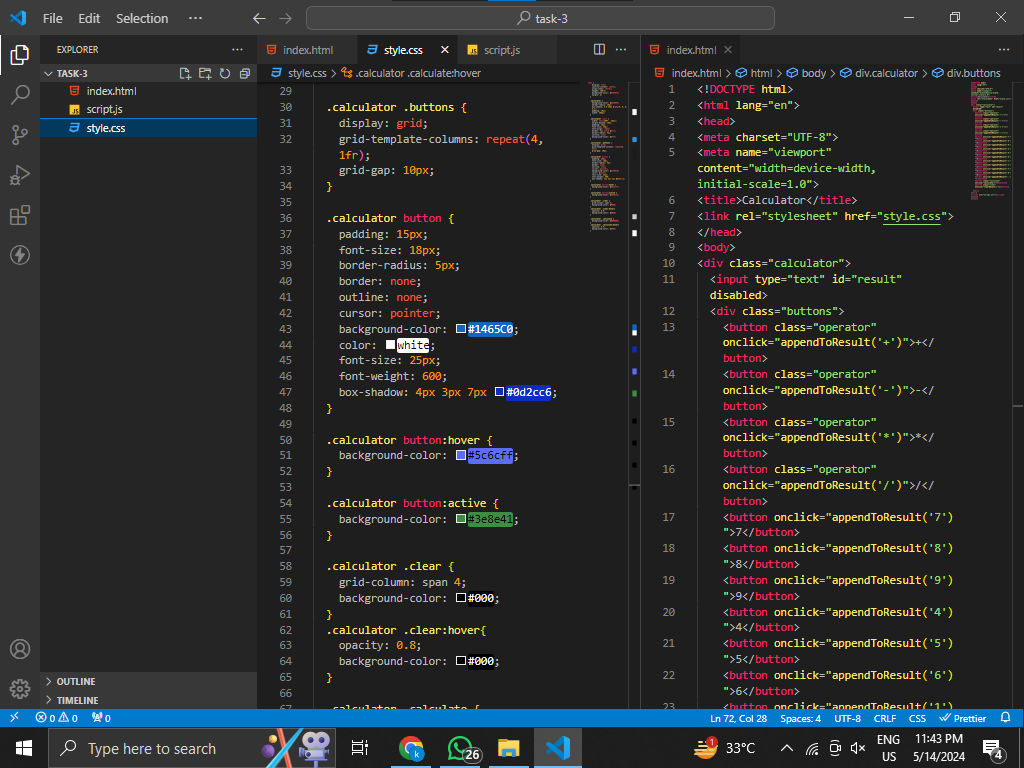 File Edit Selection ··· task-3
EXPLORER ···
TASK-3
index.html
script.js
style.css
OUTLINE
TIMELINE
index.html style.css script.js ···
style.css > .calculator .calculate:hover
29
30 .calculator .buttons {
31 display: grid;
32 grid-template-columns: repeat(4,
1fr);
33 grid-gap: 10px;
34 }
35
36 .calculator button {
37 padding: 15px;
38 font-size: 18px;
39 border-radius: 5px;
40 border: none;
41 outline: none;
42 cursor: pointer;
43 background-color: #1465C0;
44 color: white;
45 font-size: 25px;
46 font-weight: 600;
47 box-shadow: 4px 3px 7px #0d2cc6;
48 }
49
50 .calculator button:hover {
51 background-color: #5c6cff;
52 }
53
54 .calculator button:active {
55 background-color: #3e8e41;
56 }
57
58 .calculator .clear {
59 grid-column: span 4;
60 background-color: #000;
61 }
62 .calculator .clear:hover{
63 opacity: 0.8;
64 background-color: #000;
65 }
66
67 .calculator .calculate {
index.html ···
index.html > html > body > div.calculator > div.buttons
1 <!DOCTYPE html>
2 <html lang="en">
3 <head>
4 <meta charset="UTF-8">
5 <meta name="viewport"
content="width=device-width,
initial-scale=1.0">
6 <title>Calculator</title>
7 <link rel="stylesheet" href="style.css">
8 </head>
9 <body>
10 <div class="calculator">
11 <input type="text" id="result"
disabled>
12 <div class="buttons">
13 <button class="operator"
onclick="appendToResult('+')">+</
button>
14 <button class="operator"
onclick="appendToResult('-')">-</
button>
15 <button class="operator"
onclick="appendToResult('*')">*</
button>
16 <button class="operator"
onclick="appendToResult('/')">/</
button>
17 <button onclick="appendToResult('7')
">7</button>
18 <button onclick="appendToResult('8')
">8</button>
19 <button onclick="appendToResult('9')
">9</button>
20 <button onclick="appendToResult('4')
">4</button>
21 <button onclick="appendToResult('5')
">5</button>
22 <button onclick="appendToResult('6')
">6</button>
23 <button onclick="appendToResult('1')
0 0 0 Ln 72, Col 28 Spaces: 4 UTF-8 CRLF CSS Prettier
Type here to search 26 1 33°C ENG US 11:43 PM 5/14/2024 4